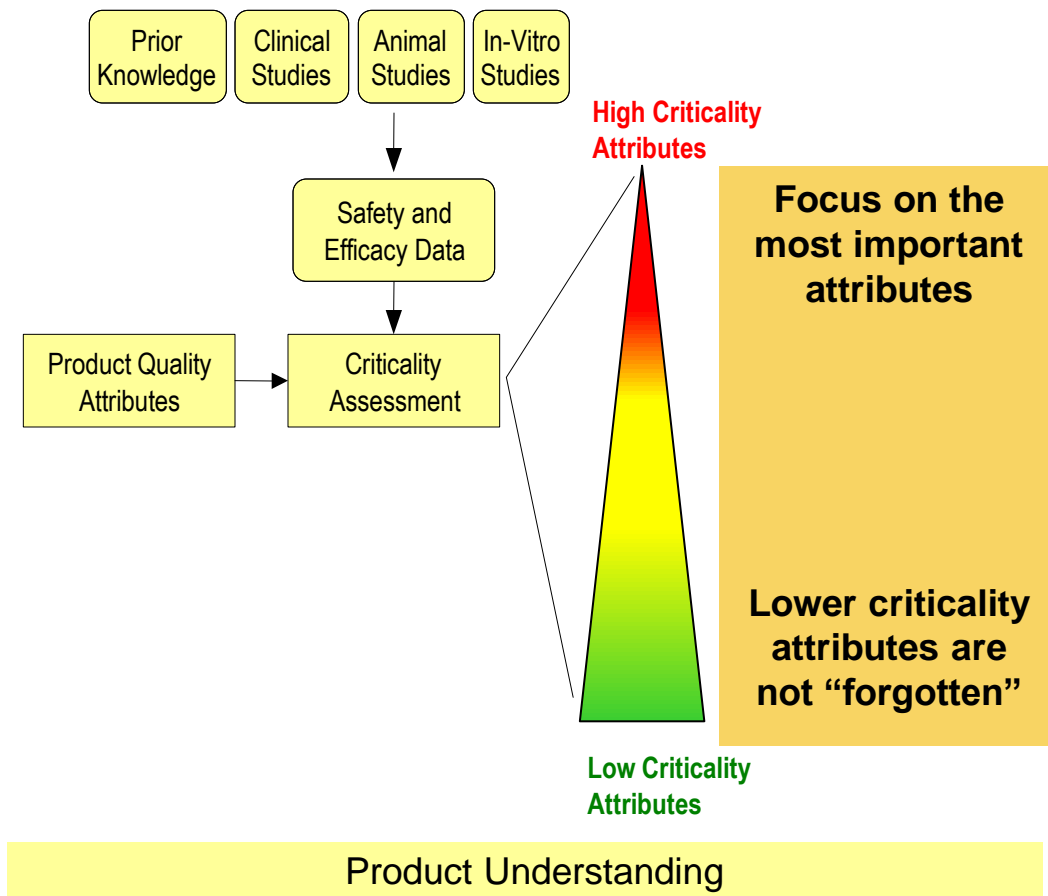 Prior
Knowledge
Clinical
Studies
Animal
Studies
In-Vitro
Studies
High Criticality
Attributes
Safety and
Efficacy Data
Focus on the
most important
attributes
Product Quality
Attributes
Criticality
Assessment
Lower criticality
attributes are
not “forgotten”
Low Criticality
Attributes
Product Understanding